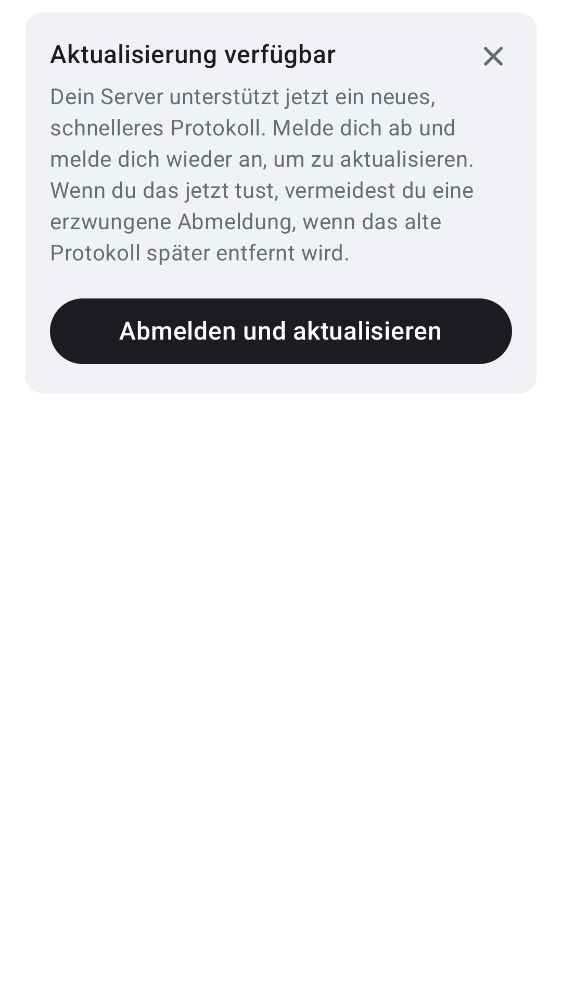 Aktualisierung verfügbar
Dein Server unterstützt jetzt ein neues,
schnelleres Protokoll. Melde dich ab und
melde dich wieder an, um zu aktualisieren.
Wenn du das jetzt tust, vermeidest du eine
erzwungene Abmeldung, wenn das alte
Protokoll später entfernt wird.
Abmelden und aktualisieren